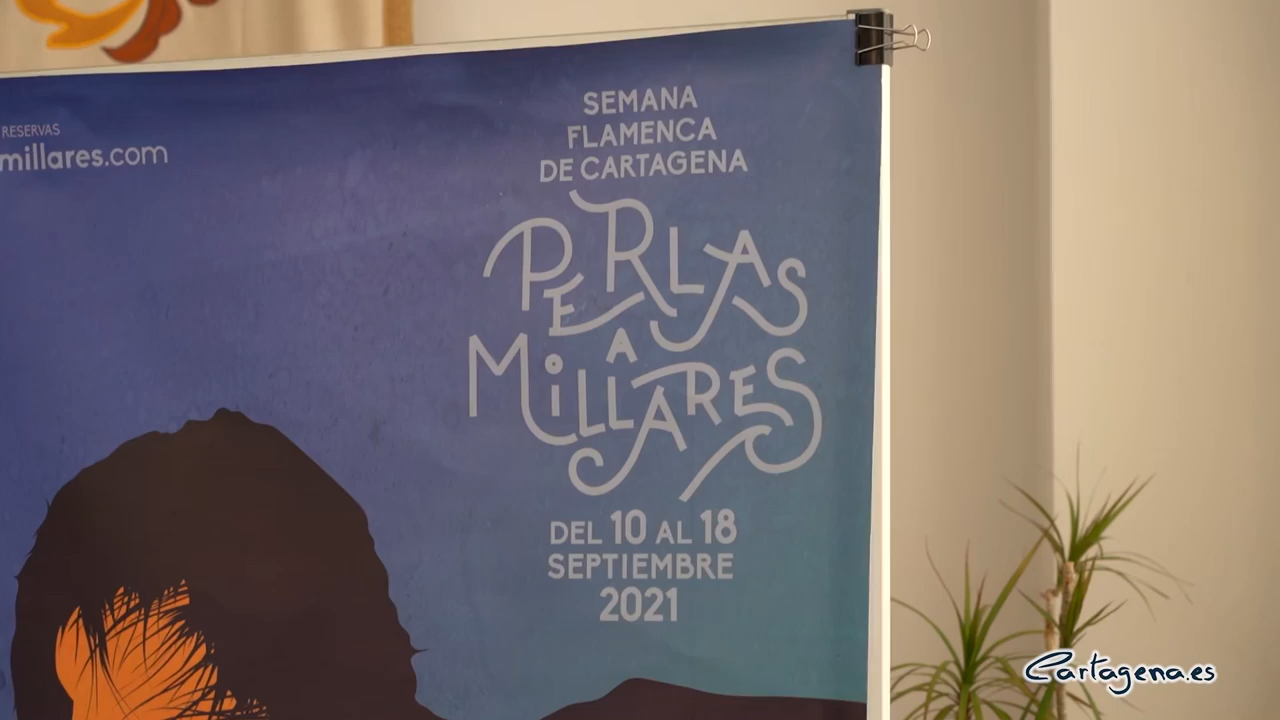 RESERVAS
millares.com
SEMANA
FLAMENCA
DE CARTAGENA
PERLAS
A
MiLLARES
DEL 10 AL 18
SEPTIEMBRE
2021
Cartagena.es